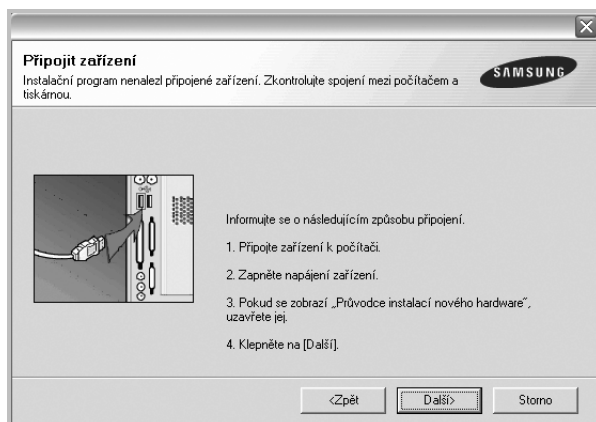 Připojit zařízení
Instalační program nenalezl připojené zařízení. Zkontrolujte spojení mezi počítačem a
tiskárnou.
SAMSUNG
Informujte se o následujícím způsobu připojení.
1. Připojte zařízení k počítači.
2. Zapněte napájení zařízení.
3. Pokud se zobrazí „Průvodce instalací nového hardware“,
uzavřete jej.
4. Klepněte na [Další].
<Zpět
Další>
Storno